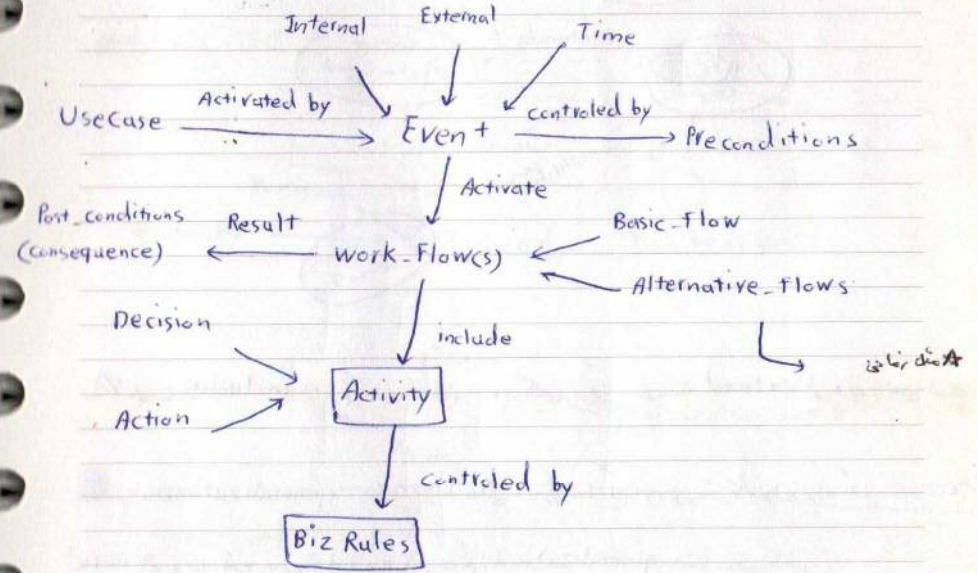 Internal
External
Time
Usecase
Activated by
Event
controled by
Preconditions
Activate
Post_conditions
(consequence)
Result
work_Flow(s)
Basic_Flow
Alternative_flows
Decision
include
Action
Activity
controled by
Biz Rules